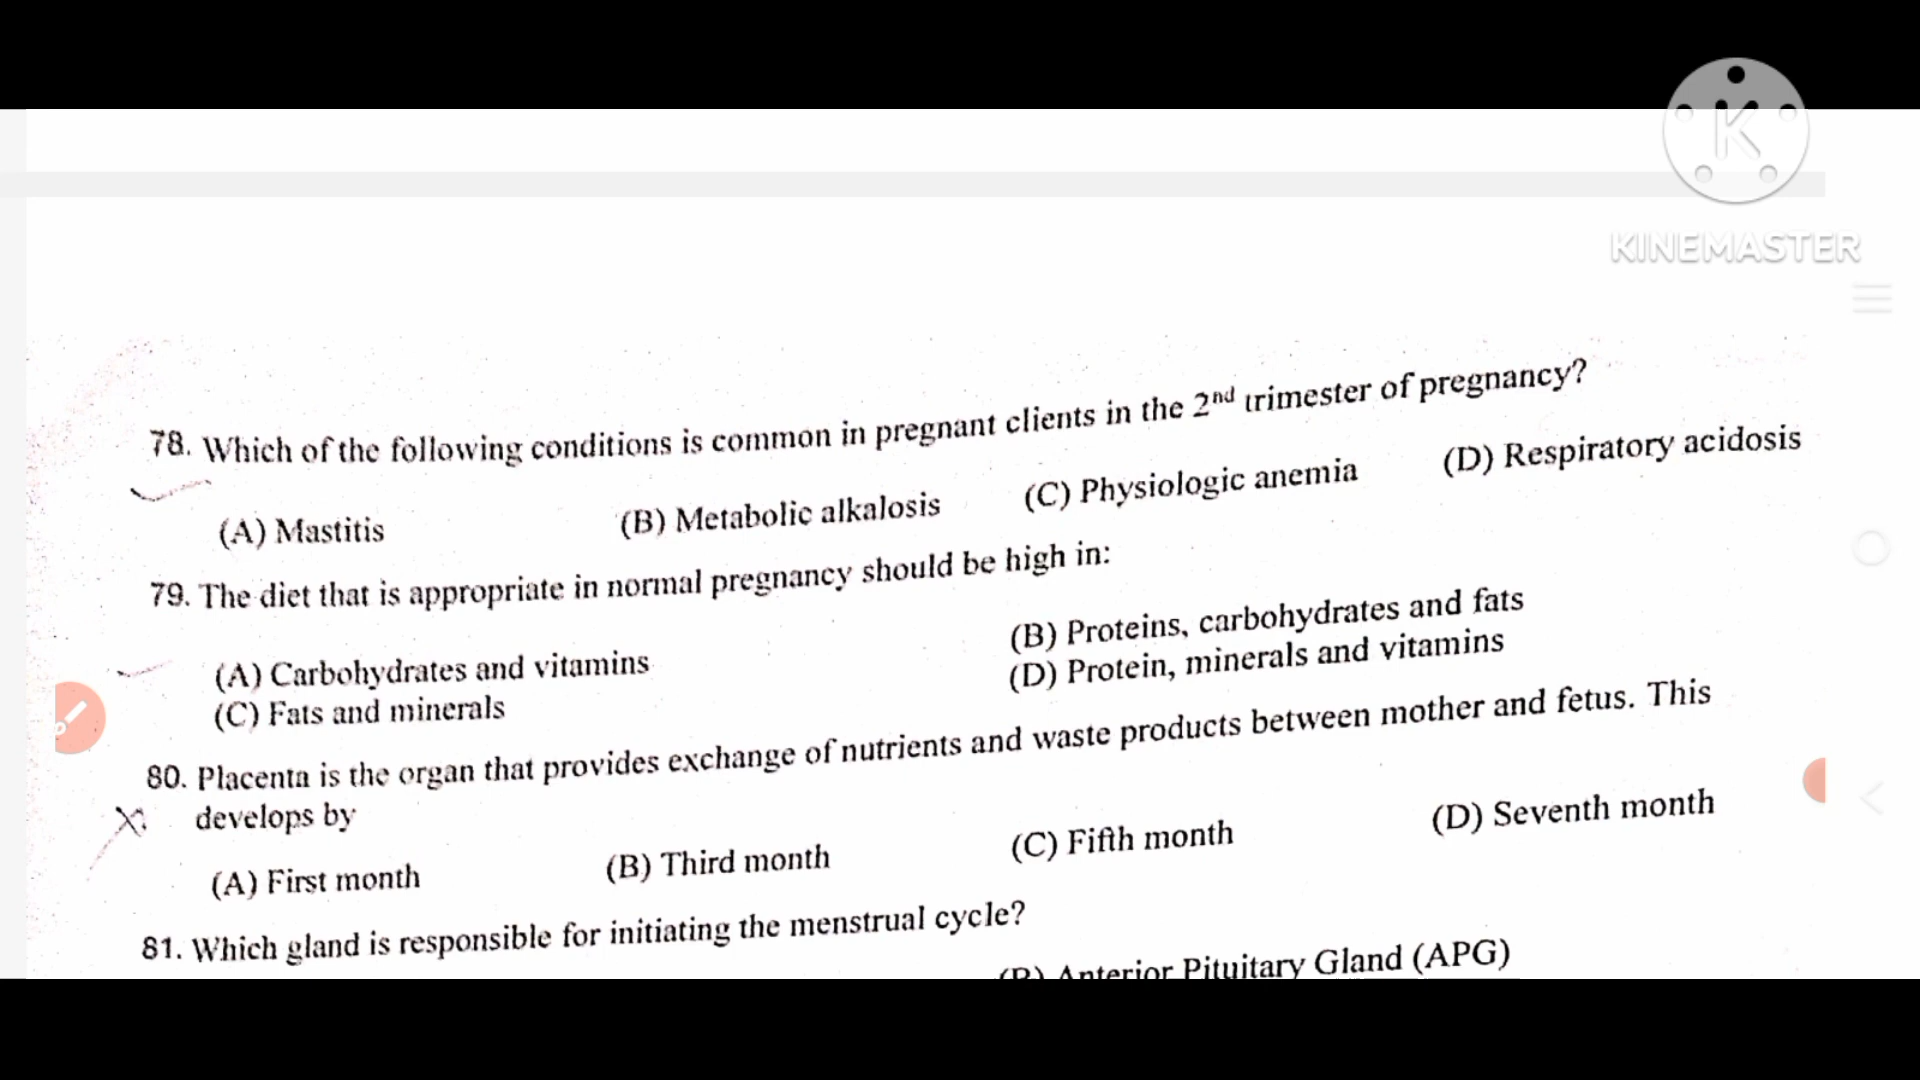 KINEMASTER
78. Which of the following conditions is common in pregnant clients in the 2nd trimester of pregnancy?
(A) Mastitis (B) Metabolic alkalosis (C) Physiologic anemia (D) Respiratory acidosis
79. The diet that is appropriate in normal pregnancy should be high in:
(A) Carbohydrates and vitamins (B) Proteins, carbohydrates and fats
(C) Fats and minerals (D) Protein, minerals and vitamins
80. Placenta is the organ that provides exchange of nutrients and waste products between mother and fetus. This
develops by
(A) First month (B) Third month (C) Fifth month (D) Seventh month
81. Which gland is responsible for initiating the menstrual cycle?
(B) Anterior Pituitary Gland (APG)